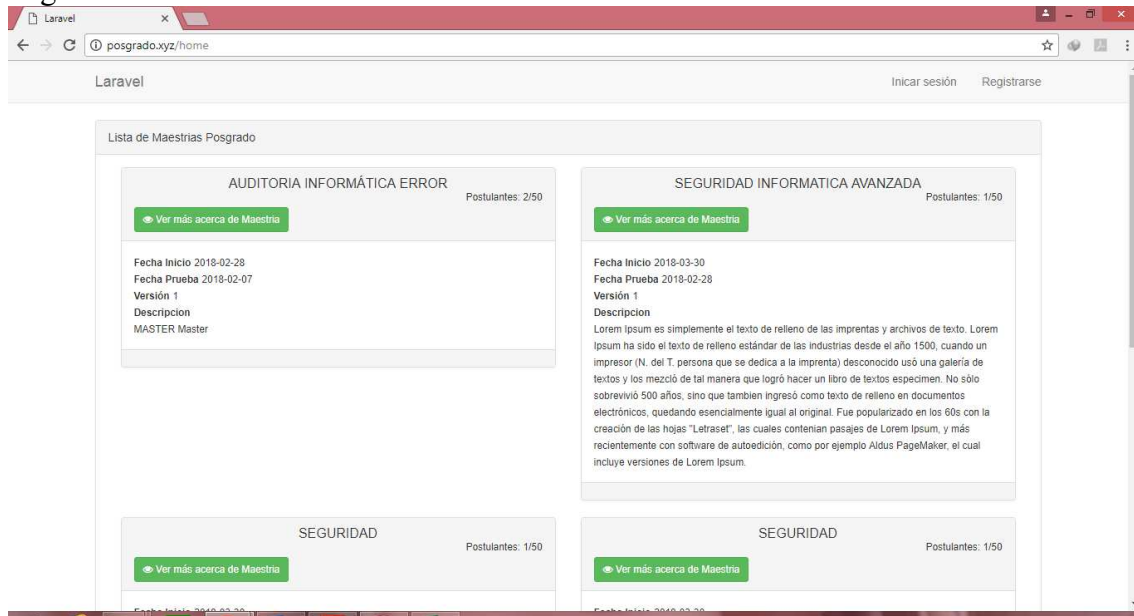 Laravel
posgrado.xyz/home
Laravel
Inicar sesión Registrarse
Lista de Maestrias Posgrado
AUDITORIA INFORMÁTICA ERROR
Postulantes: 2/50
Ver más acerca de Maestria
Fecha Inicio 2018-02-28
Fecha Prueba 2018-02-07
Versión 1
Descripcion
MASTER Master
SEGURIDAD INFORMATICA AVANZADA
Postulantes: 1/50
Ver más acerca de Maestria
Fecha Inicio 2018-03-30
Fecha Prueba 2018-02-28
Versión 1
Descripcion
Lorem Ipsum es simplemente el texto de relleno de las imprentas y archivos de texto. Lorem
Ipsum ha sido el texto de relleno estándar de las industrias desde el año 1500, cuando un
impresor (N. del T. persona que se dedica a la imprenta) desconocido usó una galería de
textos y los mezcló de tal manera que logró hacer un libro de textos especimen. No sólo
sobrevivió 500 años, sino que tambien ingresó como texto de relleno en documentos
electrónicos, quedando esencialmente igual al original. Fue popularizado en los 60s con la
creación de las hojas "Letraset", las cuales contenian pasajes de Lorem Ipsum, y más
recientemente con software de autoedición, como por ejemplo Aldus PageMaker, el cual
incluye versiones de Lorem Ipsum.
SEGURIDAD
Postulantes: 1/50
Ver más acerca de Maestria
SEGURIDAD
Postulantes: 1/50
Ver más acerca de Maestria